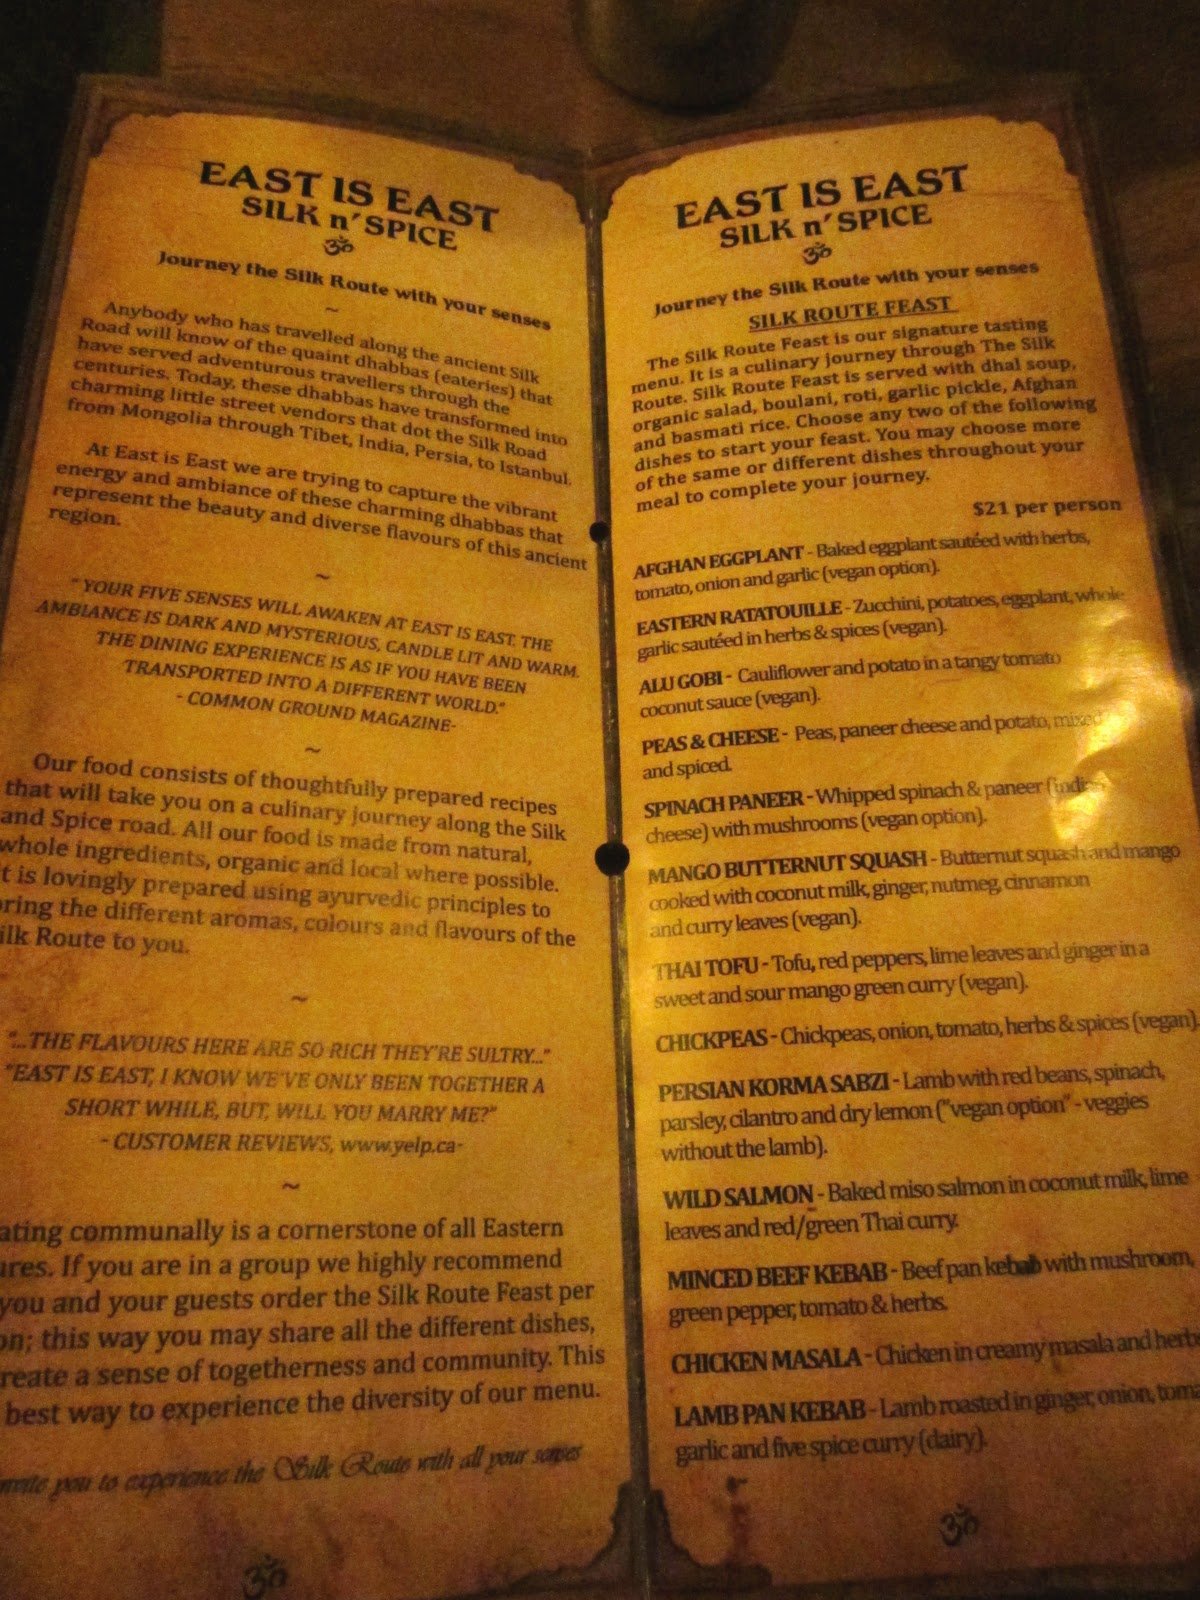 EAST IS EAST
SILK n' SPICE
ॐ
Journey the Silk Route with your senses
~
Anybody who has travelled along the ancient Silk
Road will know of the quaint dhabbas (eateries) that
have served adventurous travellers through the
centuries. Today, these dhabbas have transformed into
charming little street vendors that dot the Silk Road
from Mongolia through Tibet, India, Persia, to Istanbul.
At East is East we are trying to capture the vibrant
energy and ambiance of these charming dhabbas that
represent the beauty and diverse flavours of this ancient
region.
~
"YOUR FIVE SENSES WILL AWAKEN AT EAST IS EAST. THE
AMBIANCE IS DARK AND MYSTERIOUS, CANDLE LIT AND WARM.
THE DINING EXPERIENCE IS AS IF YOU HAVE BEEN
TRANSPORTED INTO A DIFFERENT WORLD."
- COMMON GROUND MAGAZINE-
~
Our food consists of thoughtfully prepared recipes
that will take you on a culinary journey along the Silk
and Spice road. All our food is made from natural,
whole ingredients, organic and local where possible.
t is lovingly prepared using ayurvedic principles to
ring the different aromas, colours and flavours of the
ilk Route to you.
~
"...THE FLAVOURS HERE ARE SO RICH THEY'RE SULTRY..."
"EAST IS EAST, I KNOW WE'VE ONLY BEEN TOGETHER A
SHORT WHILE, BUT, WILL YOU MARRY ME?"
- CUSTOMER REVIEWS, www.yelp.ca-
~
ating communally is a cornerstone of all Eastern
ures. If you are in a group we highly recommend
you and your guests order the Silk Route Feast per
on; this way you may share all the different dishes,
reate a sense of togetherness and community. This
best way to experience the diversity of our menu.
nvite you to experience the Silk Route with all your senses
ॐ
EAST IS EAST
SILK n' SPICE
ॐ
Journey the Silk Route with your senses
SILK ROUTE FEAST
The Silk Route Feast is our signature tasting
menu. It is a culinary journey through The Silk
Route. Silk Route Feast is served with dhal soup,
organic salad, boulani, roti, garlic pickle, Afghan
and basmati rice. Choose any two of the following
dishes to start your feast. You may choose more
of the same or different dishes throughout your
meal to complete your journey.
$21 per person
AFGHAN EGGPLANT - Baked eggplant sautéed with herbs,
tomato, onion and garlic (vegan option).
EASTERN RATATOUILLE - Zucchini, potatoes, eggplant, whole
garlic sautéed in herbs & spices (vegan).
ALU GOBI - Cauliflower and potato in a tangy tomato
coconut sauce (vegan).
PEAS & CHEESE - Peas, paneer cheese and potato, mixed
and spiced.
SPINACH PANEER - Whipped spinach & paneer (indian
cheese) with mushrooms (vegan option).
MANGO BUTTERNUT SQUASH - Butternut squash and mango
cooked with coconut milk, ginger, nutmeg, cinnamon
and curry leaves (vegan).
THAI TOFU - Tofu, red peppers, lime leaves and ginger in a
sweet and sour mango green curry (vegan).
CHICKPEAS - Chickpeas, onion, tomato, herbs & spices (vegan).
PERSIAN KORMA SABZI - Lamb with red beans, spinach,
parsley, cilantro and dry lemon ("vegan option" - veggies
without the lamb).
WILD SALMON - Baked miso salmon in coconut milk, lime
leaves and red/green Thai curry.
MINCED BEEF KEBAB - Beef pan kebab with mushroom,
green pepper, tomato & herbs.
CHICKEN MASALA - Chicken in creamy masala and herb
LAMB PAN KEBAB - Lamb roasted in ginger, onion, toma
garlic and five spice curry (dairy).
ॐ